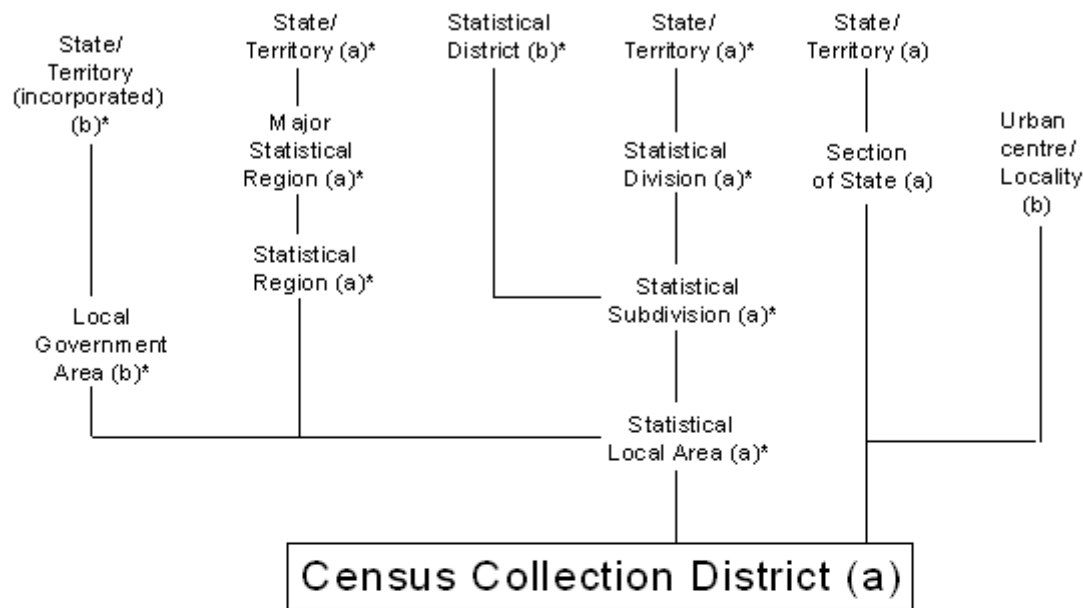 State/
Territory
(incorporated)
(b)*
State/
Territory (a)*
Statistical
District (b)*
State/
Territory (a)*
State/
Territory (a)
Major
Statistical
Region (a)*
Statistical
Division (a)*
Section
of State (a)
Urban
centre/
Locality
(b)
Statistical
Region (a)*
Statistical
Subdivision (a)*
Local
Government
Area (b)*
Statistical
Local Area (a)*
Census Collection District (a)